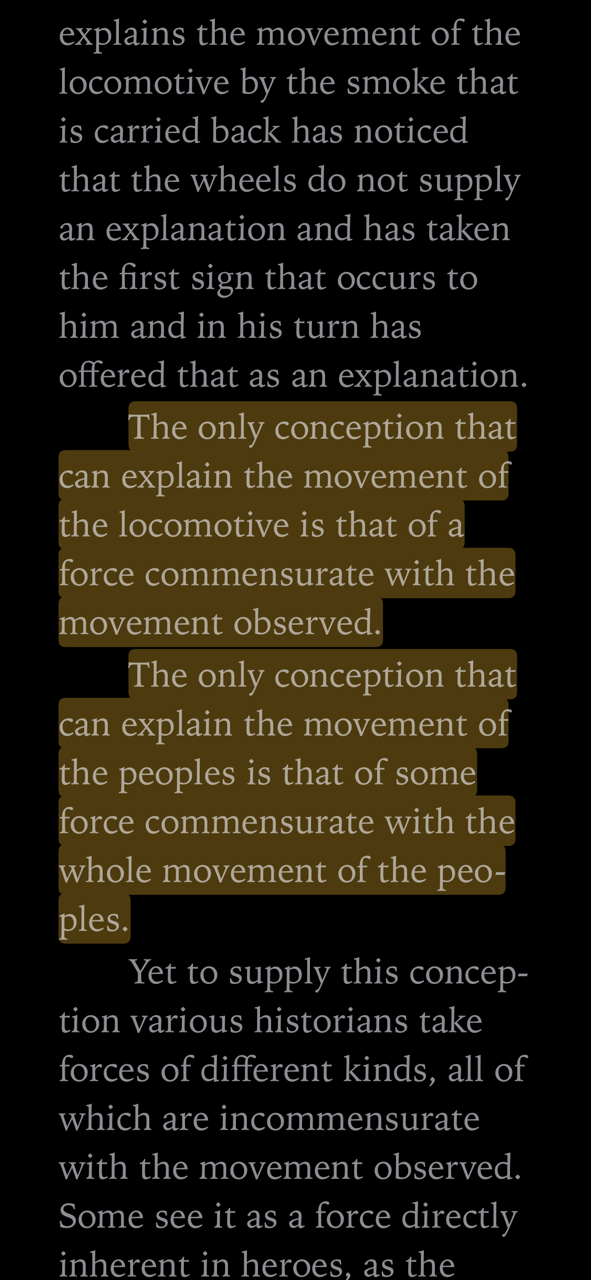 explains the movement of the
locomotive by the smoke that
is carried back has noticed
that the wheels do not supply
an explanation and has taken
the first sign that occurs to
him and in his turn has
offered that as an explanation.
The only conception that
can explain the movement of
the locomotive is that of a
force commensurate with the
movement observed.
The only conception that
can explain the movement of
the peoples is that of some
force commensurate with the
whole movement of the peo-
ples.
Yet to supply this concep-
tion various historians take
forces of different kinds, all of
which are incommensurate
with the movement observed.
Some see it as a force directly
inherent in heroes, as the